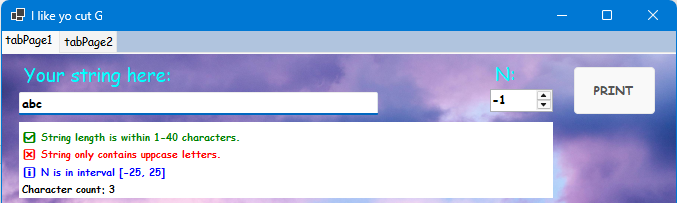 I like yo cut G
tabPage1 tabPage2
Your string here: N:
abc -1 PRINT
String length is within 1-40 characters.
String only contains uppcase letters.
N is in interval [-25, 25]
Character count: 3